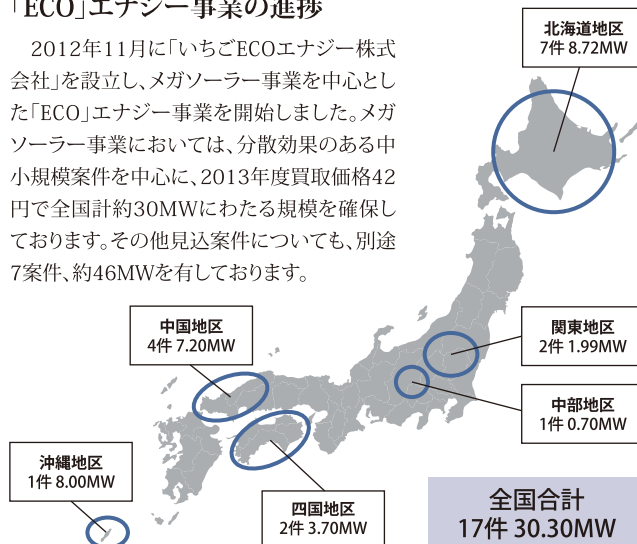 「ECO」エナジー事業の進捗
2012年11月に「いちごECOエナジー株式
会社」を設立し、メガソーラー事業を中心とし
た「ECO」エナジー事業を開始しました。メガ
ソーラー事業においては、分散効果のある中
小規模案件を中心に、2013年度買取価格42
円で全国計約30MWにわたる規模を確保し
ております。その他見込案件についても、別途
7案件、約46MWを有しております。
北海道地区
7件 8.72MW
中国地区
4件 7.20MW
関東地区
2件 1.99MW
中部地区
1件 0.70MW
沖縄地区
1件 8.00MW
四国地区
2件 3.70MW
全国合計
17件 30.30MW